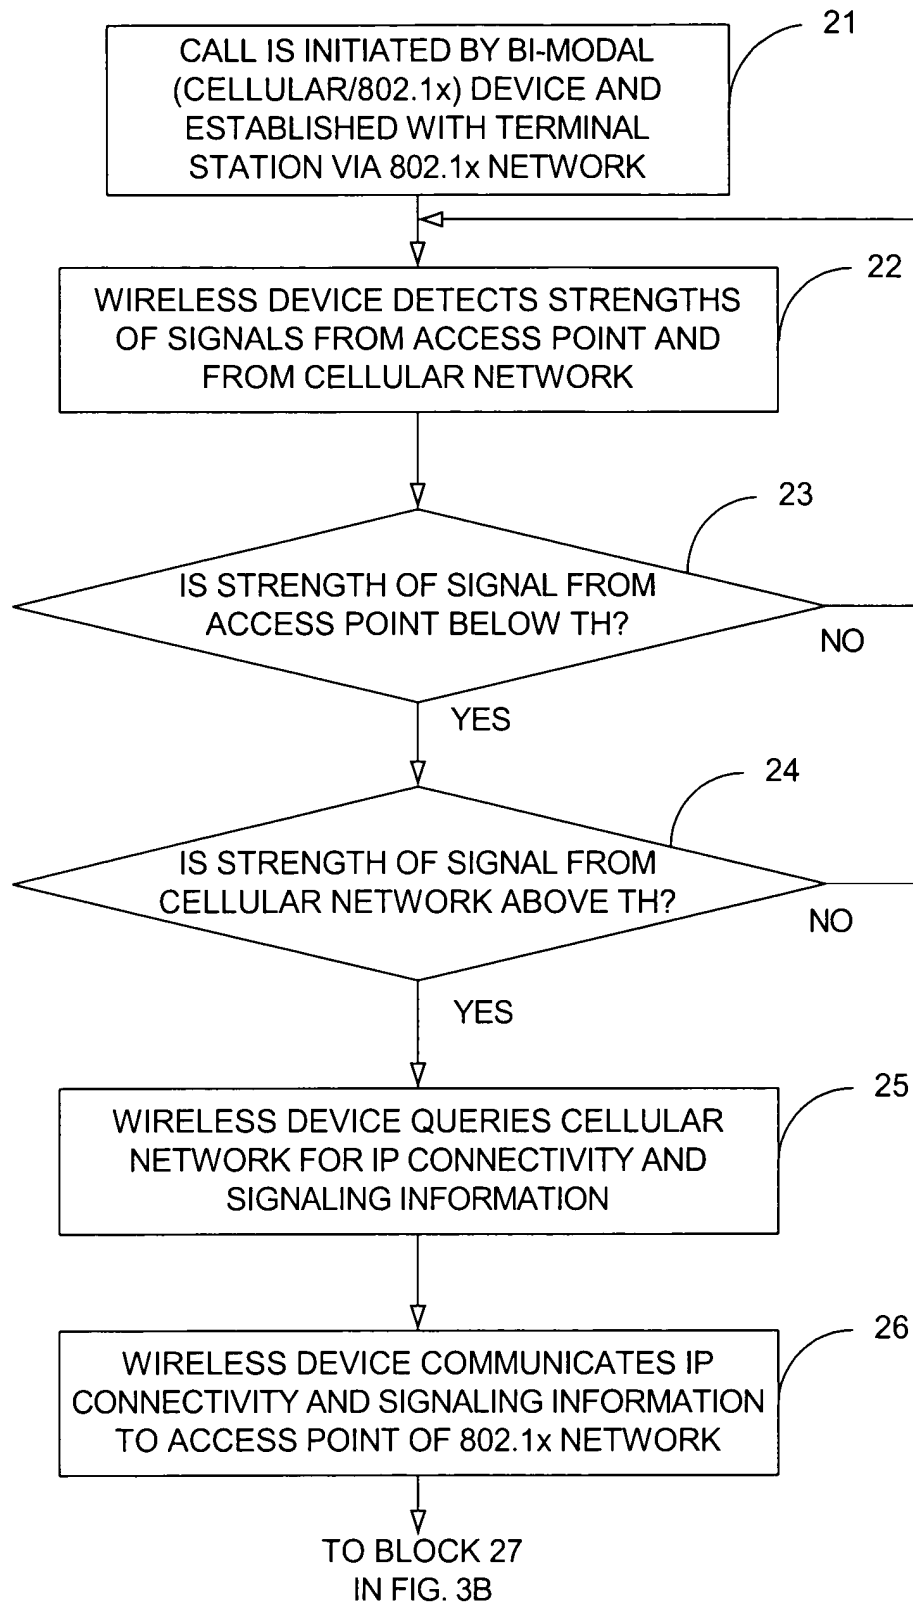 21
CALL IS INITIATED BY BI-MODAL
(CELLULAR/802.1x) DEVICE AND
ESTABLISHED WITH TERMINAL
STATION VIA 802.1x NETWORK
22
WIRELESS DEVICE DETECTS STRENGTHS
OF SIGNALS FROM ACCESS POINT AND
FROM CELLULAR NETWORK
23
IS STRENGTH OF SIGNAL FROM
ACCESS POINT BELOW TH?
NO
YES
24
IS STRENGTH OF SIGNAL FROM
CELLULAR NETWORK ABOVE TH?
NO
YES
25
WIRELESS DEVICE QUERIES CELLULAR
NETWORK FOR IP CONNECTIVITY AND
SIGNALING INFORMATION
26
WIRELESS DEVICE COMMUNICATES IP
CONNECTIVITY AND SIGNALING INFORMATION
TO ACCESS POINT OF 802.1x NETWORK
TO BLOCK 27
IN FIG. 3B